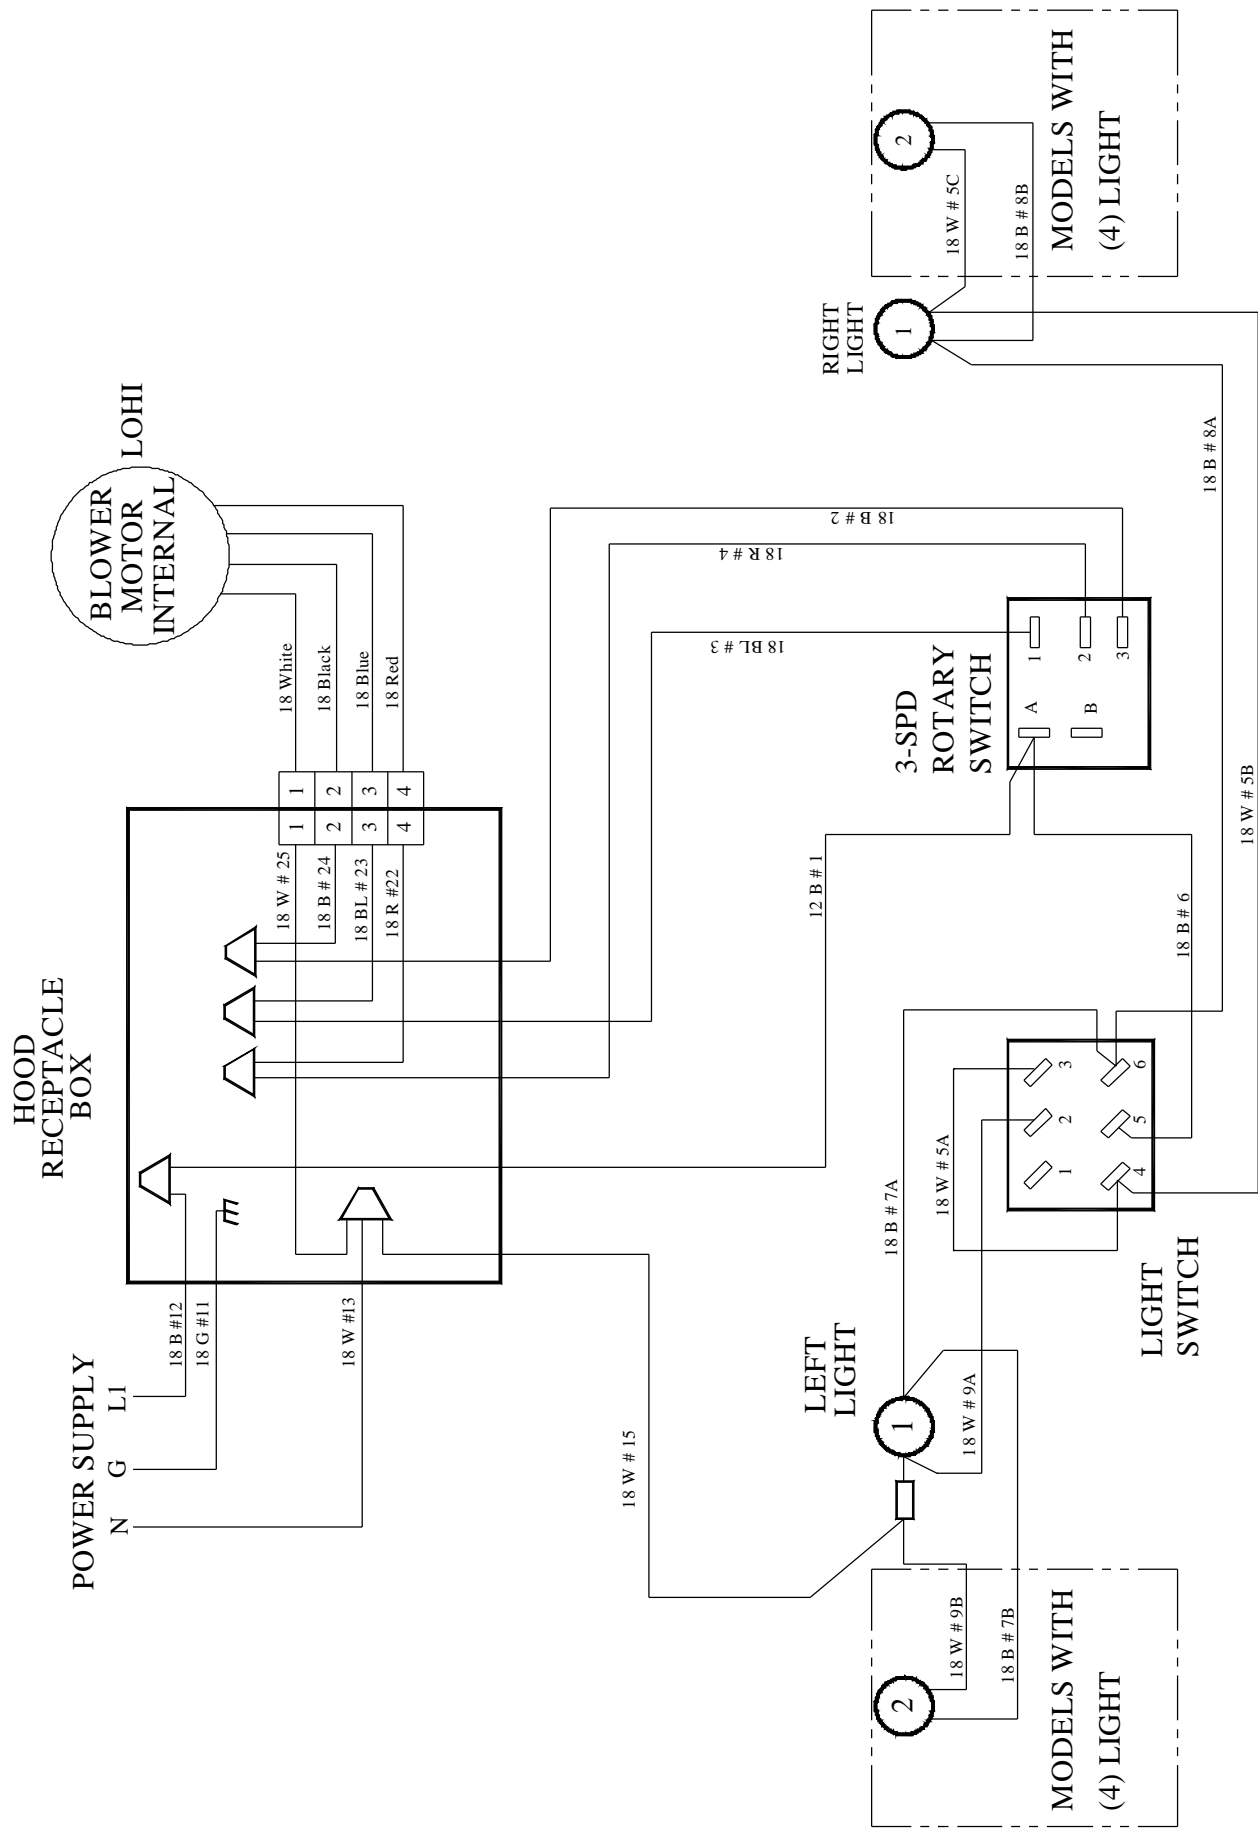 HOOD
RECEPTACLE
BOX
POWER SUPPLY
N
G
L1
18 B #12
18 G #11
18 W #13
18 W # 25
18 B # 24
18 BL # 23
18 R #22
1
2
3
4
1
2
3
4
18 White
18 Black
18 Blue
18 Red
BLOWER
MOTOR
INTERNAL
LOHI
18 W # 15
12 B # 1
18 BL # 3
18 R # 4
18 B # 2
MODELS WITH
(4) LIGHT
2
18 W # 9B
18 B # 7B
LEFT
LIGHT
1
18 W # 9A
18 B # 7A
18 W # 5A
LIGHT
SWITCH
1
2
3
4
5
6
18 B # 6
3-SPD
ROTARY
SWITCH
A
B
1
2
3
18 W # 5B
18 B # 8A
RIGHT
LIGHT
1
18 W # 5C
18 B # 8B
2
MODELS WITH
(4) LIGHT